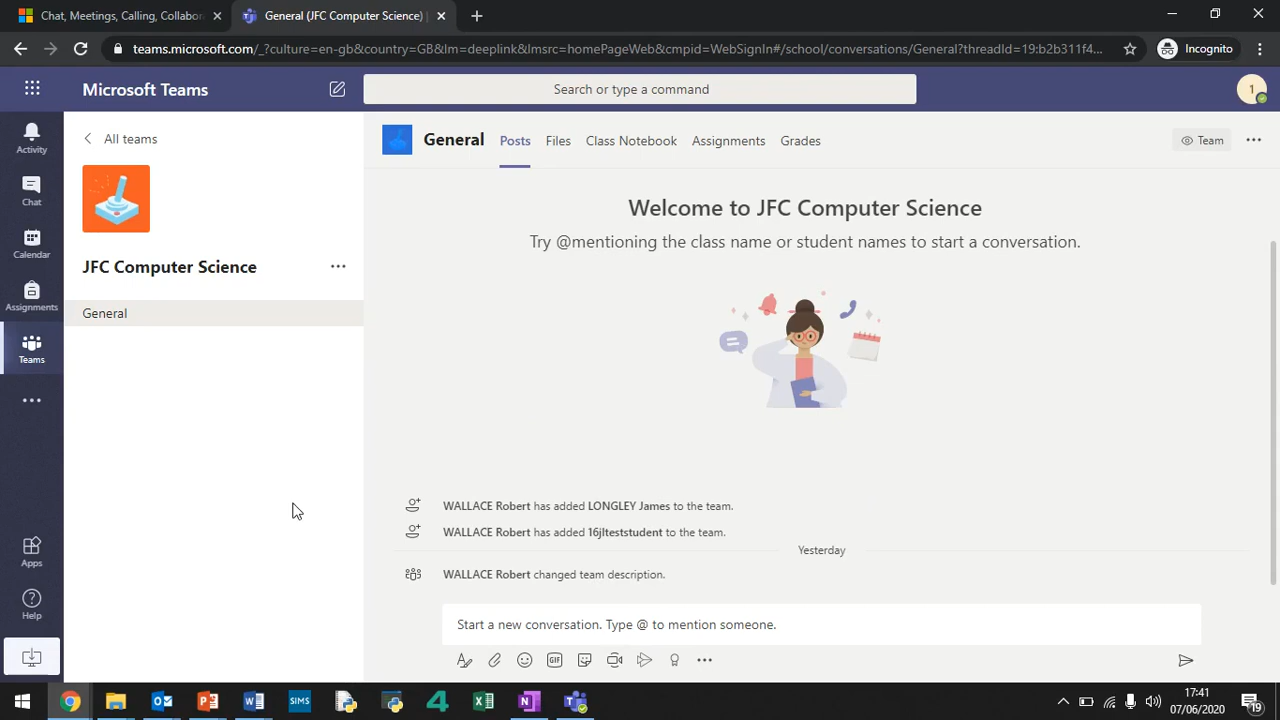 Chat, Meetings, Calling, Collabor
General (JFC Computer Science) |
teams.microsoft.com/_?culture=en-gb&country=GB&lm=deeplink&lmsrc=homePageWeb&cmpid=WebSignIn#/school/conversations/General?threadId=19:b2b311f4...
Incognito
Microsoft Teams
Search or type a command
1
Activity
Chat
Calendar
Assignments
Teams
Apps
Help
All teams
JFC Computer Science
General
General Posts Files Class Notebook Assignments Grades
Team
Welcome to JFC Computer Science
Try @mentioning the class name or student names to start a conversation.
WALLACE Robert has added LONGLEY James to the team.
WALLACE Robert has added 16jlteststudent to the team.
Yesterday
WALLACE Robert changed team description.
Start a new conversation. Type @ to mention someone.
GIF
SIMS
17:41
07/06/2020
19